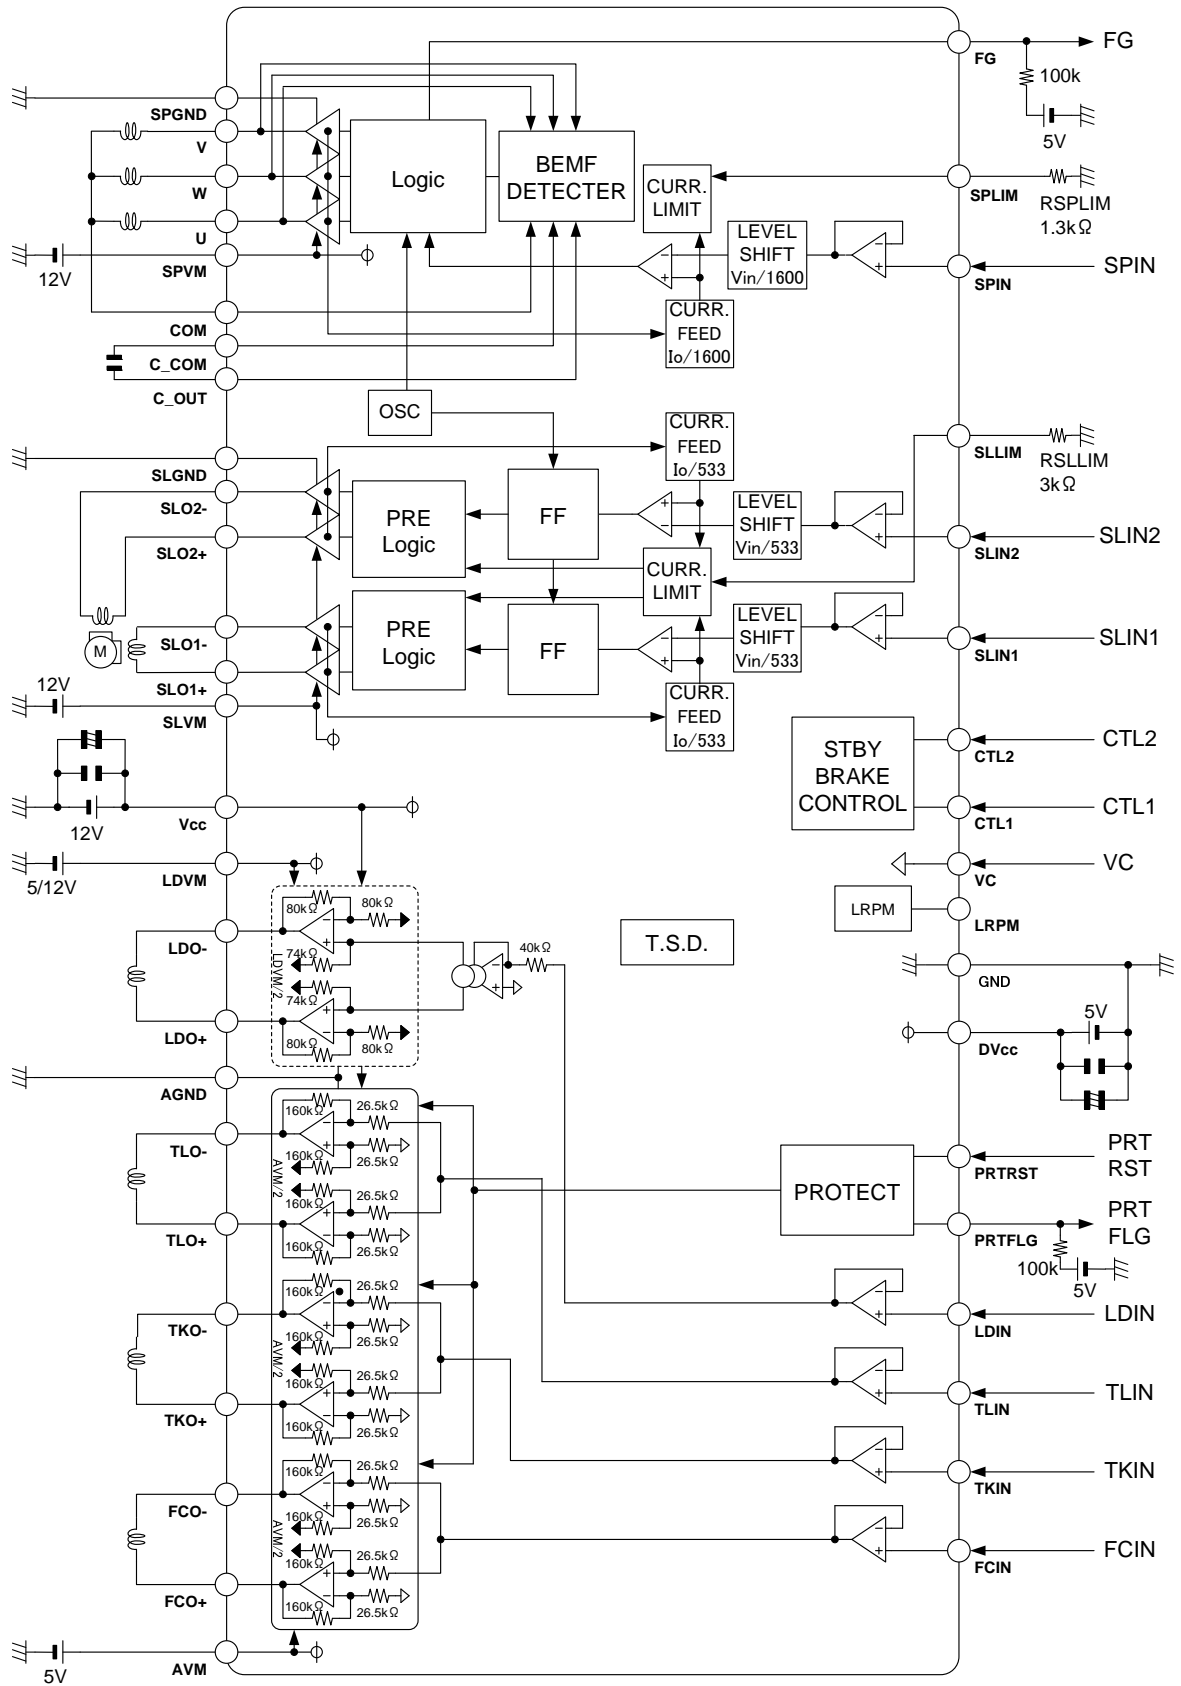 FG
FG
100k
5V
SPGND
V
W
U
SPVM
12V
Logic
BEMF
DETECTER
CURR.
LIMIT
SPLIM
RSPLIM
1.3kΩ
LEVEL
SHIFT
Vin/1600
SPIN
SPIN
CURR.
FEED
Io/1600
COM
C_COM
C_OUT
OSC
CURR.
FEED
Io/533
SLLIM
RSLLIM
3kΩ
SLGND
SLO2-
SLO2+
PRE
Logic
FF
LEVEL
SHIFT
Vin/533
SLIN2
SLIN2
CURR.
LIMIT
M
SLO1-
SLO1+
SLVM
12V
PRE
Logic
FF
LEVEL
SHIFT
Vin/533
SLIN1
SLIN1
CURR.
FEED
Io/533
STBY
BRAKE
CONTROL
CTL2
CTL2
CTL1
CTL1
12V
Vcc
5/12V
LDVM
VC
VC
LRPM
LRPM
T.S.D.
80kΩ
80kΩ
LDO-
74kΩ
LDVM/2
74kΩ
40kΩ
LDO+
80kΩ
80kΩ
GND
5V
DVcc
AGND
160kΩ
26.5kΩ
TLO-
160kΩ
26.5kΩ
AVM/2
160kΩ
26.5kΩ
TLO+
160kΩ
26.5kΩ
PROTECT
PRTRST
PRT
RST
PRTFLG
PRT
FLG
100k
5V
160kΩ
26.5kΩ
TKO-
160kΩ
26.5kΩ
AVM/2
160kΩ
26.5kΩ
TKO+
160kΩ
26.5kΩ
LDIN
LDIN
TLIN
TLIN
TKIN
TKIN
160kΩ
26.5kΩ
FCO-
160kΩ
26.5kΩ
AVM/2
160kΩ
26.5kΩ
FCO+
160kΩ
26.5kΩ
FCIN
FCIN
5V
AVM